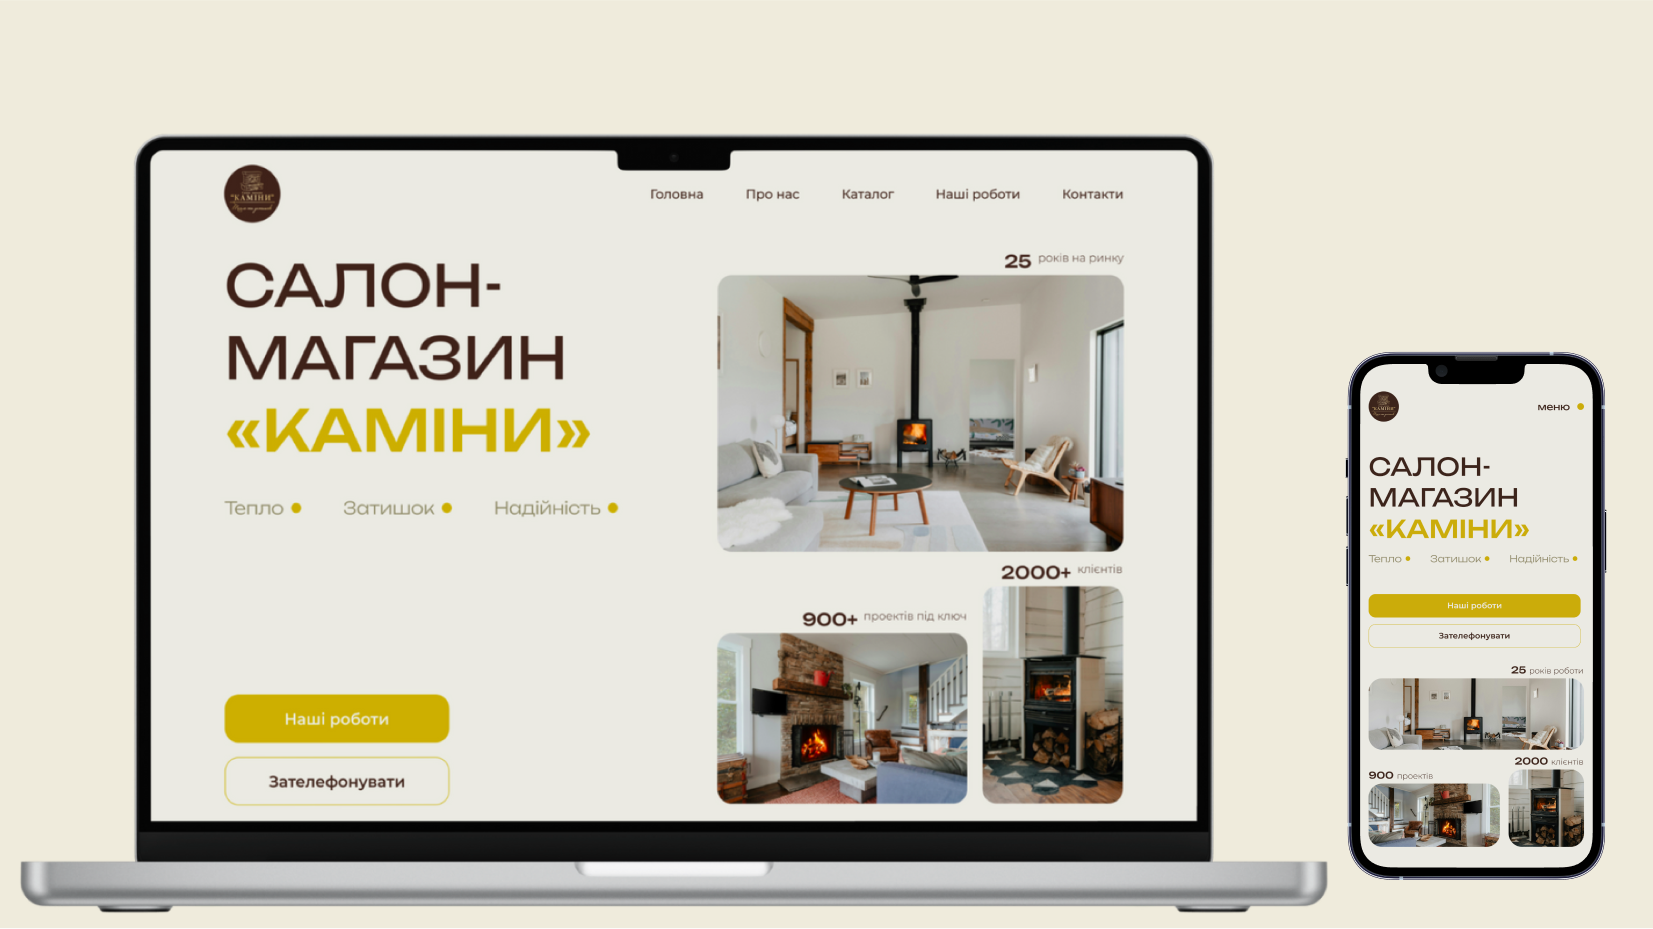 "КАМІНИ"
Головна Про нас Каталог Наші роботи Контакти
САЛОН-
МАГАЗИН
«КАМІНИ»
Тепло Затишок Надійність
Наші роботи
Зателефонувати
25 років на ринку
2000+ клієнтів
900+ проектів під ключ
"КАМІНИ"
меню
САЛОН-
МАГАЗИН
«КАМІНИ»
Тепло Затишок Надійність
Наші роботи
Зателефонувати
25 років роботи
2000 клієнтів
900 проектів